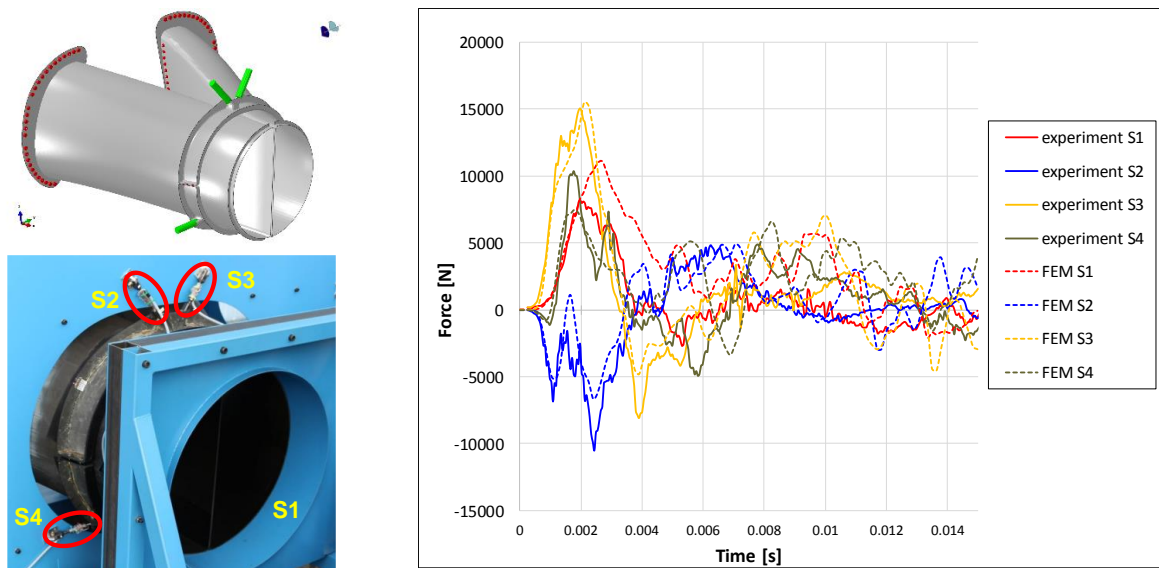 S2
S3
S4
S1
20000
15000
10000
5000
0
-5000
-10000
-15000
Force [N]
0
0.002
0.004
0.006
0.008
0.01
0.012
0.014
Time [s]
experiment S1
experiment S2
experiment S3
experiment S4
FEM S1
FEM S2
FEM S3
FEM S4